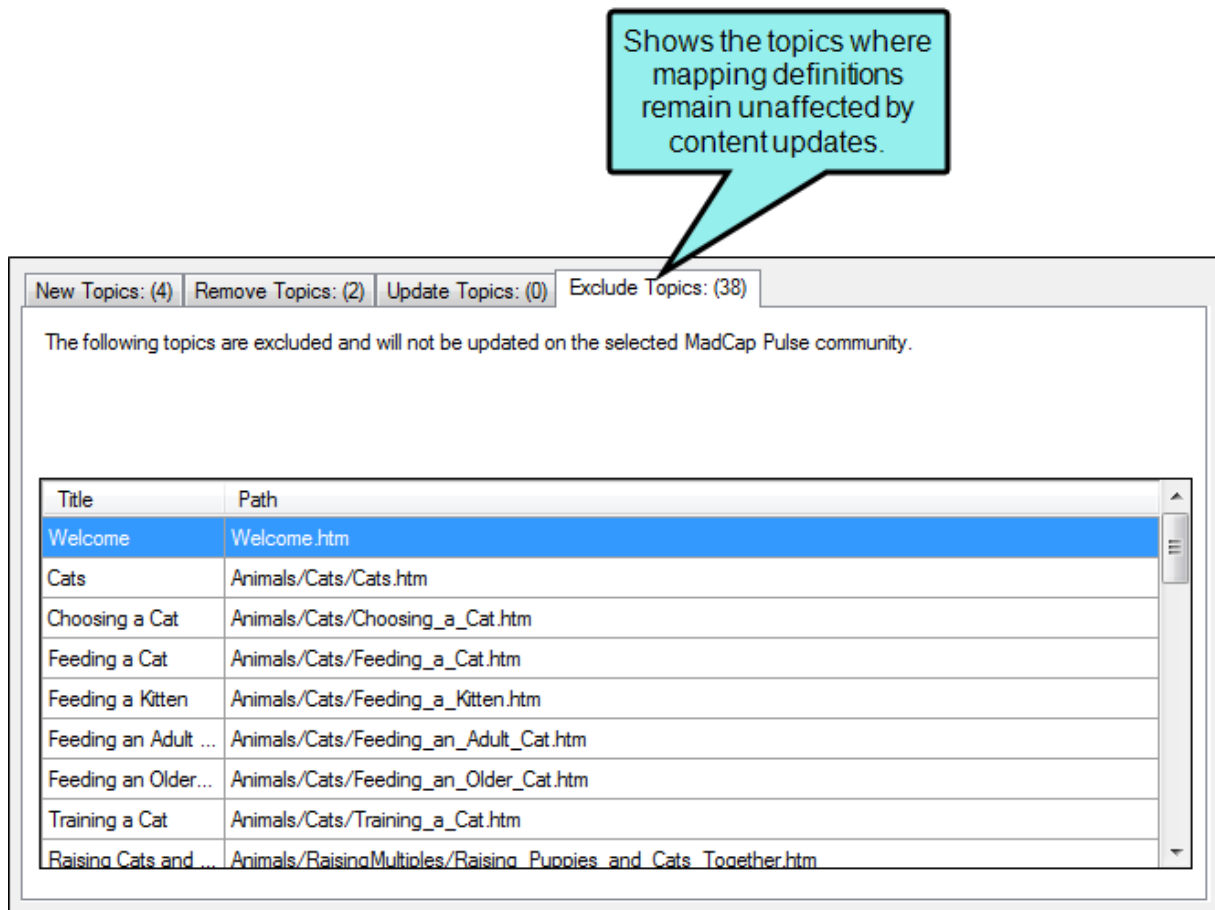 Shows the topics where
mapping definitions
remain unaffected by
content updates.
New Topics: (4) Remove Topics: (2) Update Topics: (0) Exclude Topics: (38)
The following topics are excluded and will not be updated on the selected MadCap Pulse community.
Title Path
Welcome Welcome.htm
Cats Animals/Cats/Cats.htm
Choosing a Cat Animals/Cats/Choosing_a_Cat.htm
Feeding a Cat Animals/Cats/Feeding_a_Cat.htm
Feeding a Kitten Animals/Cats/Feeding_a_Kitten.htm
Feeding an Adult ... Animals/Cats/Feeding_an_Adult_Cat.htm
Feeding an Older... Animals/Cats/Feeding_an_Older_Cat.htm
Training a Cat Animals/Cats/Training_a_Cat.htm
Raising Cats and ... Animals/RaisingMultiples/Raising_Puppies_and_Cats_Together.htm